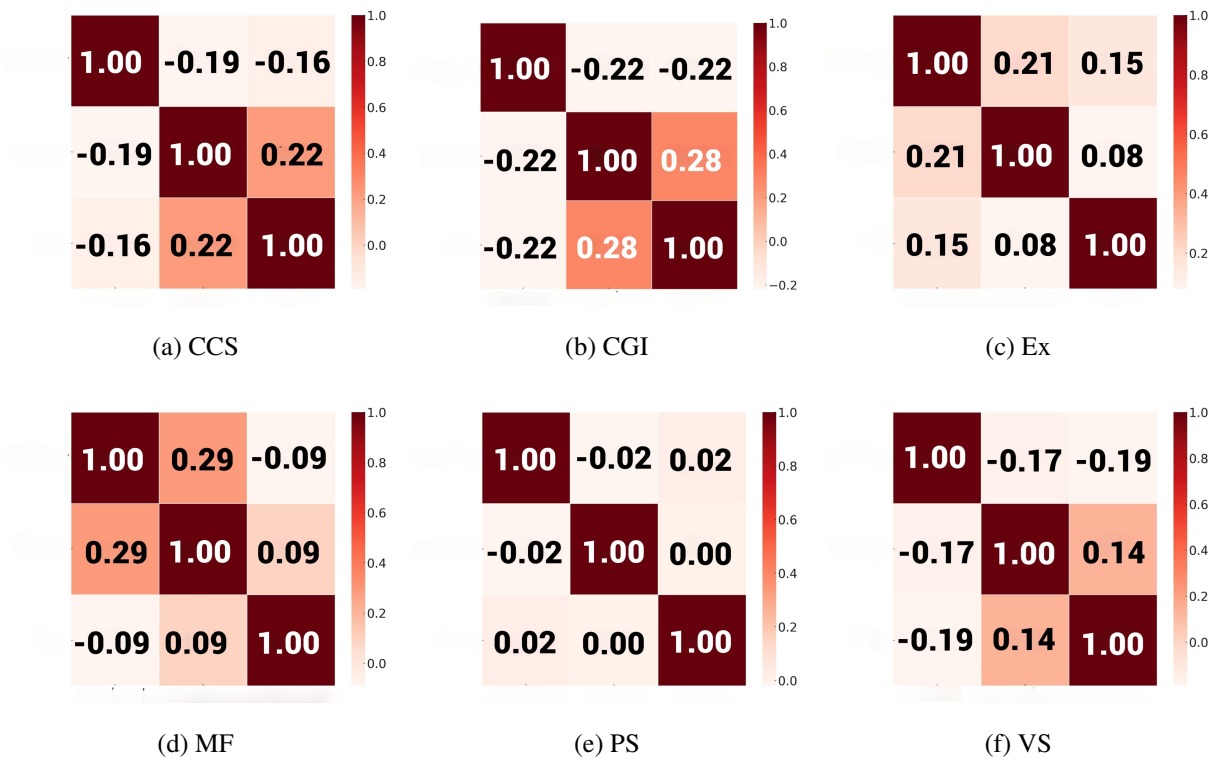 1.00 -0.19 -0.16
-0.19 1.00 0.22
-0.16 0.22 1.00
1.0
0.8
0.6
0.4
0.2
0.0
(a) CCS
1.00 -0.22 -0.22
-0.22 1.00 0.28
-0.22 0.28 1.00
1.0
0.8
0.6
0.4
0.2
0.0
−0.2
(b) CGI
1.00 0.21 0.15
0.21 1.00 0.08
0.15 0.08 1.00
1.0
0.8
0.6
0.4
0.2
(c) Ex
1.00 0.29 -0.09
0.29 1.00 0.09
-0.09 0.09 1.00
1.0
0.8
0.6
0.4
0.2
0.0
(d) MF
1.00 -0.02 0.02
-0.02 1.00 0.00
0.02 0.00 1.00
1.0
0.8
0.6
0.4
0.2
0.0
(e) PS
1.00 -0.17 -0.19
-0.17 1.00 0.14
-0.19 0.14 1.00
1.0
0.8
0.6
0.4
0.2
0.0
(f) VS